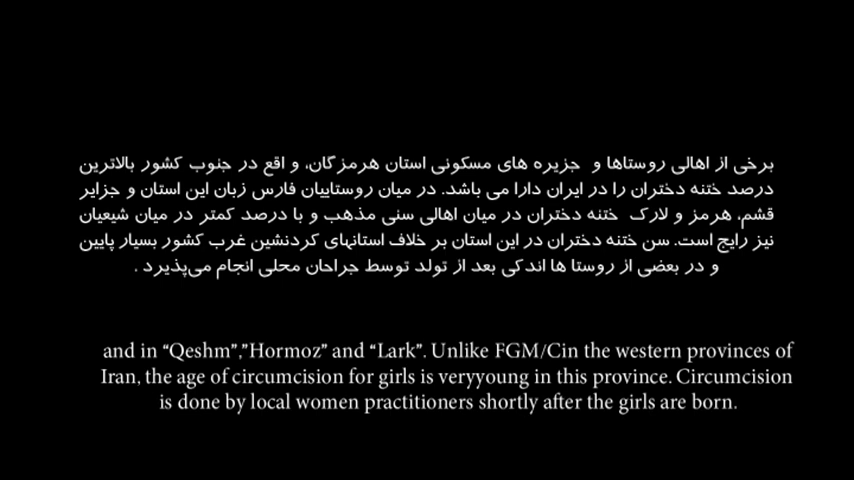 برخی از اهالی روستاها و جزیره های مسکونی استان هرمزگان، و اقع در جنوب کشور بالاترین
درصد ختنه دختران را در ایران دارا می باشد. در میان روستاییان فارس زبان این استان و جزایر
قشم، هرمز و لارک ختنه دختران در میان اهالی سنی مذهب و با درصد کمتر در میان شیعیان
نیز رایج است. سن ختنه دختران در این استان بر خلاف استانهای کردنشین غرب کشور بسیار پایین
و در بعضی از روستا ها اندکی بعد از تولد توسط جراحان محلی انجام می‌پذیرد .
and in “Qeshm”,”Hormoz” and “Lark”. Unlike FGM/Cin the western provinces of
Iran, the age of circumcision for girls is veryyoung in this province. Circumcision
is done by local women practitioners shortly after the girls are born.